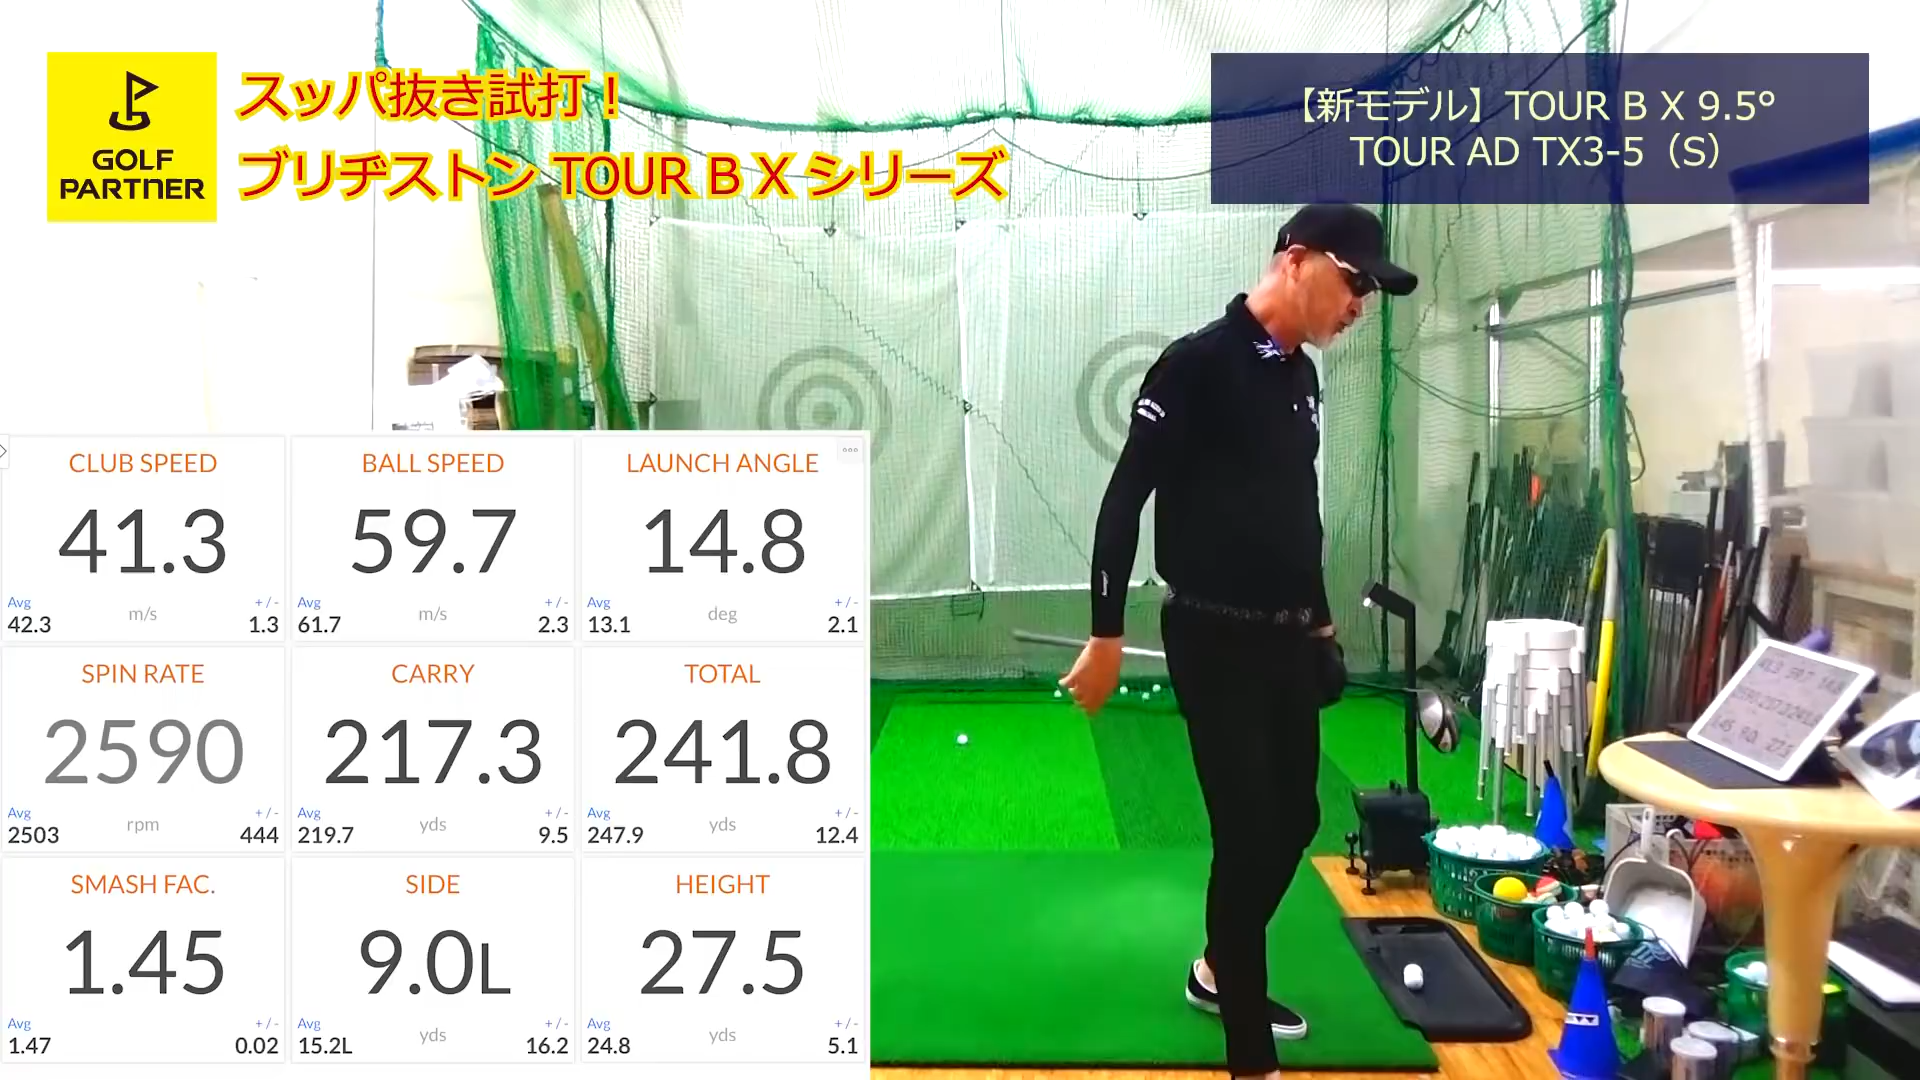 GOLF
PARTNER
スッパ抜き試打！
ブリヂストン TOUR B X シリーズ
【新モデル】TOUR B X 9.5°
TOUR AD TX3-5（S）
CLUB SPEED
41.3
Avg
42.3
m/s
+ / -
1.3
BALL SPEED
59.7
Avg
61.7
m/s
+ / -
2.3
LAUNCH ANGLE
14.8
Avg
13.1
deg
+ / -
2.1
SPIN RATE
2590
Avg
2503
rpm
+ / -
444
CARRY
217.3
Avg
219.7
yds
+ / -
9.5
TOTAL
241.8
Avg
247.9
yds
+ / -
12.4
SMASH FAC.
1.45
Avg
1.47
+ / -
0.02
SIDE
9.0L
Avg
15.2L
yds
+ / -
16.2
HEIGHT
27.5
Avg
24.8
yds
+ / -
5.1